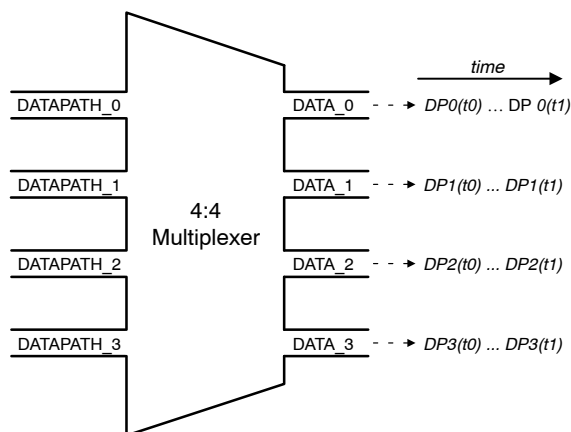 time
DATAPATH_0 DATA_0 DP0(t0) … DP 0(t1)
DATAPATH_1 DATA_1 DP1(t0) ... DP1(t1)
4:4
Multiplexer
DATAPATH_2 DATA_2 DP2(t0) ... DP2(t1)
DATAPATH_3 DATA_3 DP3(t0) ... DP3(t1)